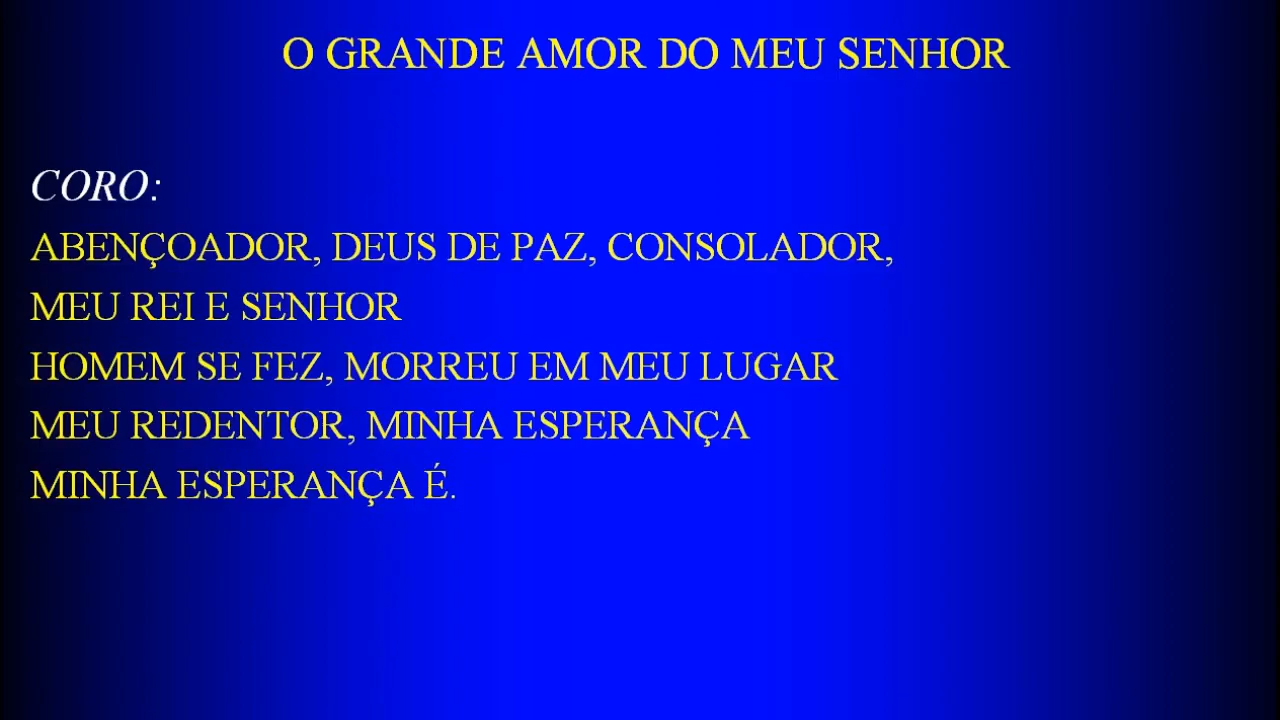 O GRANDE AMOR DO MEU SENHOR
CORO:
ABENÇOADOR, DEUS DE PAZ, CONSOLADOR,
MEU REI E SENHOR
HOMEM SE FEZ, MORREU EM MEU LUGAR
MEU REDENTOR, MINHA ESPERANÇA
MINHA ESPERANÇA É.